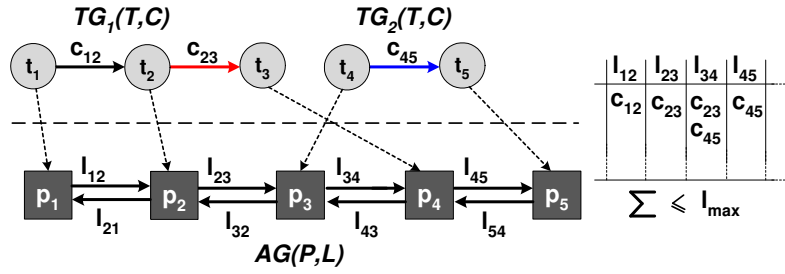 TG₁(T,C) TG₂(T,C)
c₁₂ c₂₃ c₄₅
t₁ t₂ t₃ t₄ t₅
l₁₂ l₂₃ l₃₄ l₄₅
c₁₂ c₂₃ c₂₃ c₄₅
c₄₅
l₁₂ l₂₃ l₃₄ l₄₅
p₁ p₂ p₃ p₄ p₅
l₂₁ l₃₂ l₄₃ l₅₄
∑ ⩽ l_max
AG(P,L)